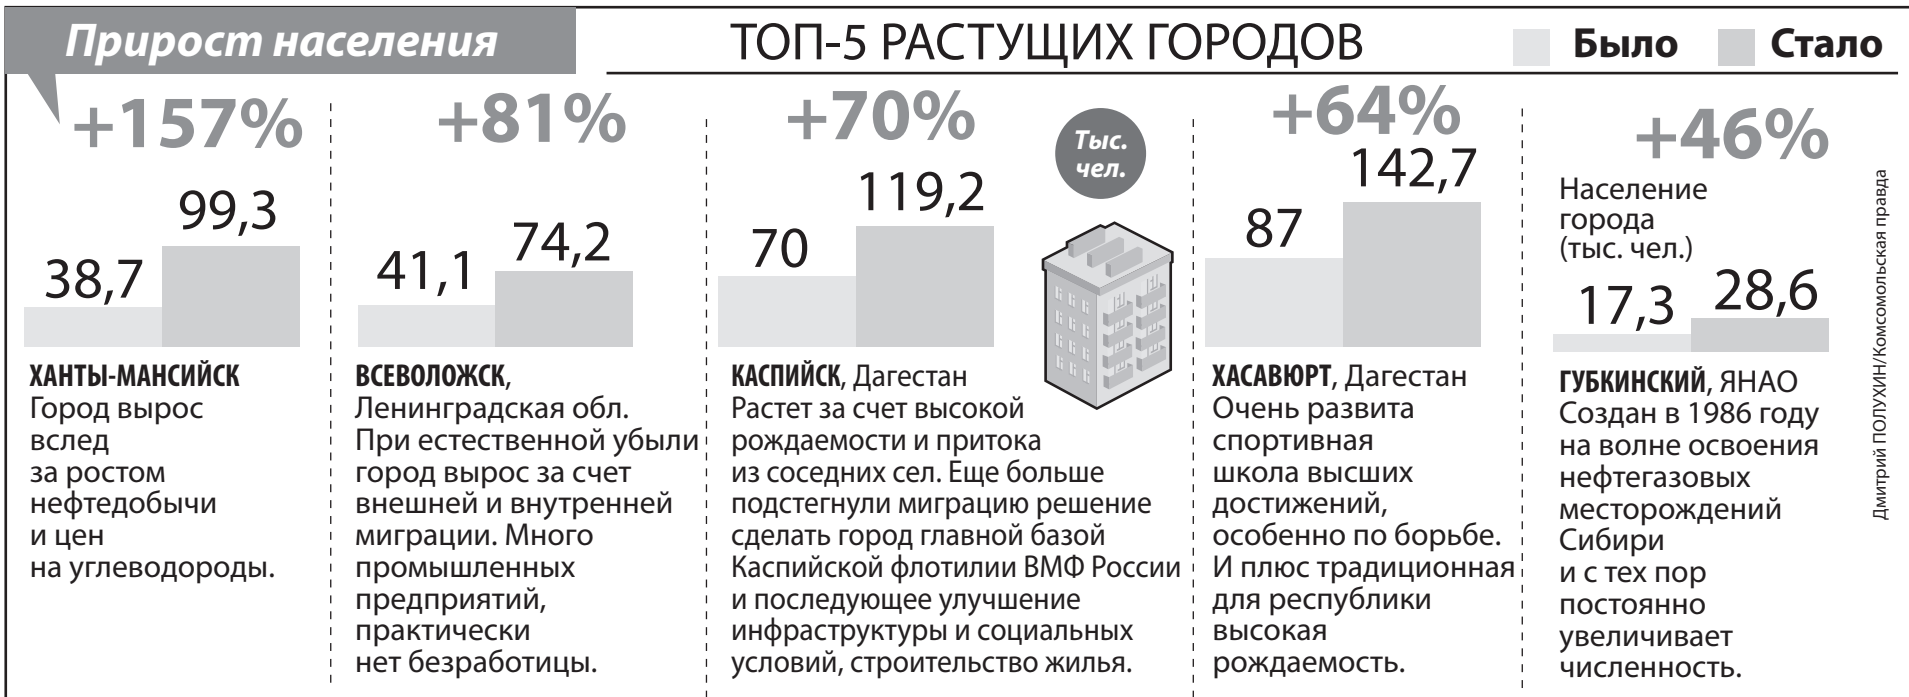 Прирост населения
ТОП-5 РАСТУЩИХ ГОРОДОВ
Было
Стало
+157%
99,3
38,7
ХАНТЫ-МАНСИЙСК
Город вырос
вслед
за ростом
нефтедобычи
и цен
на углеводороды.
+81%
74,2
41,1
ВСЕВОЛОЖСК,
Ленинградская обл.
При естественной убыли
город вырос за счет
внешней и внутренней
миграции. Много
промышленных
предприятий,
практически
нет безработицы.
+70%
Тыс.
чел.
119,2
70
КАСПИЙСК, Дагестан
Растет за счет высокой
рождаемости и притока
из соседних сел. Еще больше
подстегнули миграцию решение
сделать город главной базой
Каспийской флотилии ВМФ России
и последующее улучшение
инфраструктуры и социальных
условий, строительство жилья.
+64%
142,7
87
ХАСАВЮРТ, Дагестан
Очень развита
спортивная
школа высших
достижений,
особенно по борьбе.
И плюс традиционная
для республики
высокая
рождаемость.
+46%
Население
города
(тыс. чел.)
28,6
17,3
ГУБКИНСКИЙ, ЯНАО
Создан в 1986 году
на волне освоения
нефтегазовых
месторождений
Сибири
и с тех пор
постоянно
увеличивает
численность.
Дмитрий ПОЛУХИН/Комсомольская правда